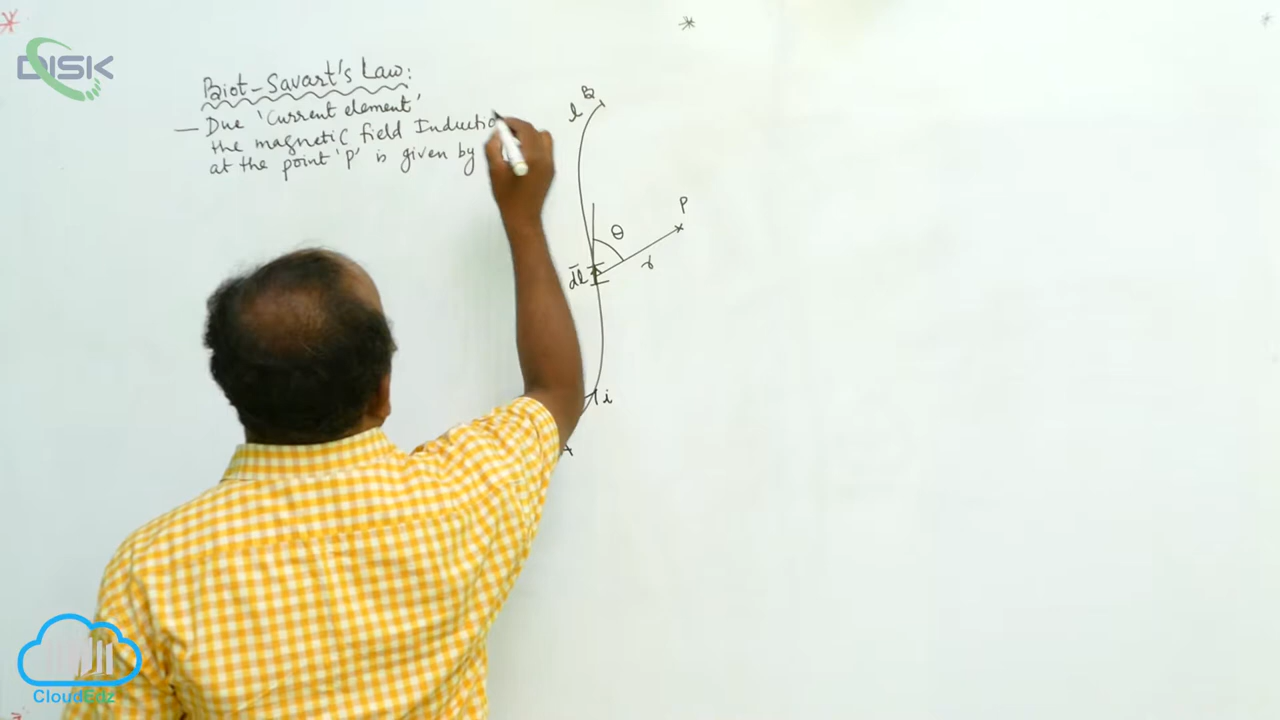 DISK
Biot-Savart's Law:
— Due 'Current element'
the magnetic field Inductio
at the point 'P' is given by
B
l
P
θ
r
dl
i
A
CloudEdz